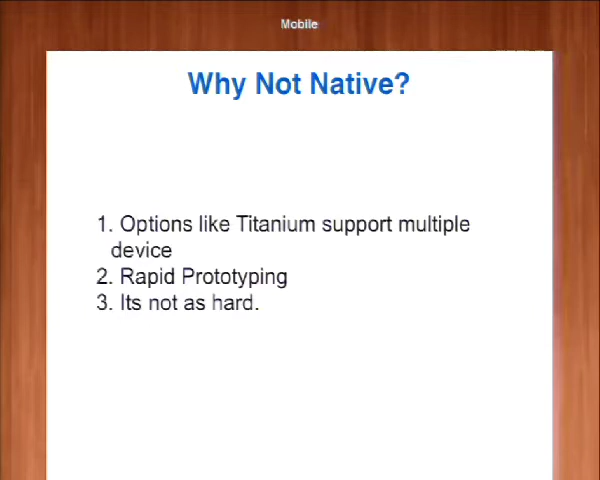 Mobile
Why Not Native?
1. Options like Titanium support multiple
device
2. Rapid Prototyping
3. Its not as hard.